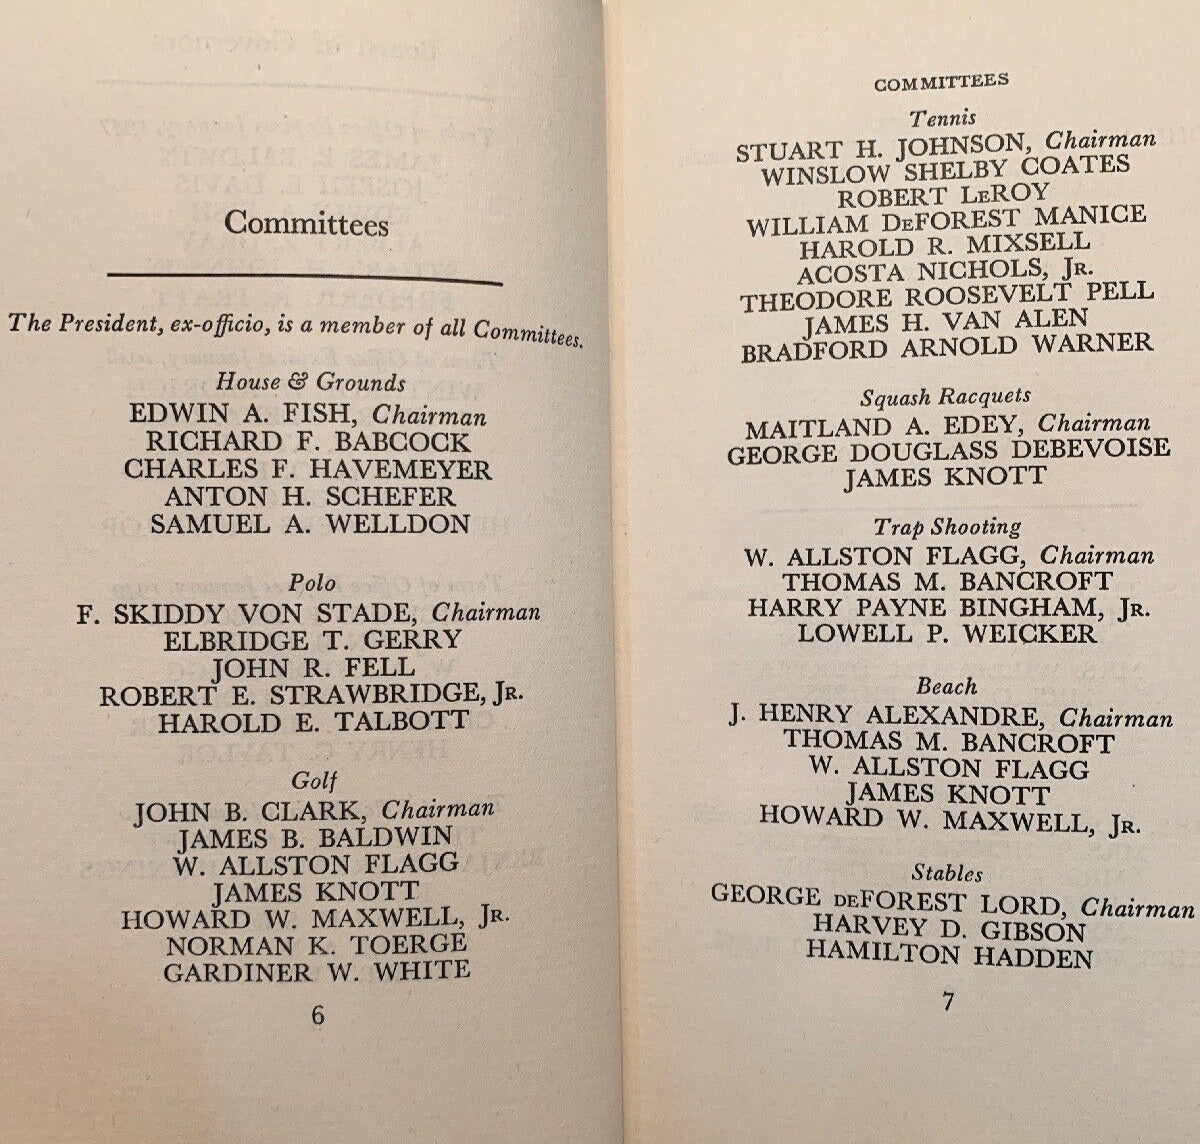 Committees
The President, ex-officio, is a member of all Committees.
House & Grounds
EDWIN A. FISH, Chairman
RICHARD F. BABCOCK
CHARLES F. HAVEMEYER
ANTON H. SCHEFER
SAMUEL A. WELLDON
Polo
F. SKIDDY VON STADE, Chairman
ELBRIDGE T. GERRY
JOHN R. FELL
ROBERT E. STRAWBRIDGE, JR.
HAROLD E. TALBOTT
Golf
JOHN B. CLARK, Chairman
JAMES B. BALDWIN
W. ALLSTON FLAGG
JAMES KNOTT
HOWARD W. MAXWELL, JR.
NORMAN K. TOERGE
GARDINER W. WHITE
6
COMMITTEES
Tennis
STUART H. JOHNSON, Chairman
WINSLOW SHELBY COATES
ROBERT LEROY
WILLIAM DEFOREST MANICE
HAROLD R. MIXSELL
ACOSTA NICHOLS, JR.
THEODORE ROOSEVELT PELL
JAMES H. VAN ALEN
BRADFORD ARNOLD WARNER
Squash Racquets
MAITLAND A. EDEY, Chairman
GEORGE DOUGLASS DEBEVOISE
JAMES KNOTT
Trap Shooting
W. ALLSTON FLAGG, Chairman
THOMAS M. BANCROFT
HARRY PAYNE BINGHAM, JR.
LOWELL P. WEICKER
Beach
J. HENRY ALEXANDRE, Chairman
THOMAS M. BANCROFT
W. ALLSTON FLAGG
JAMES KNOTT
HOWARD W. MAXWELL, JR.
Stables
GEORGE DEFOREST LORD, Chairman
HARVEY D. GIBSON
HAMILTON HADDEN
7